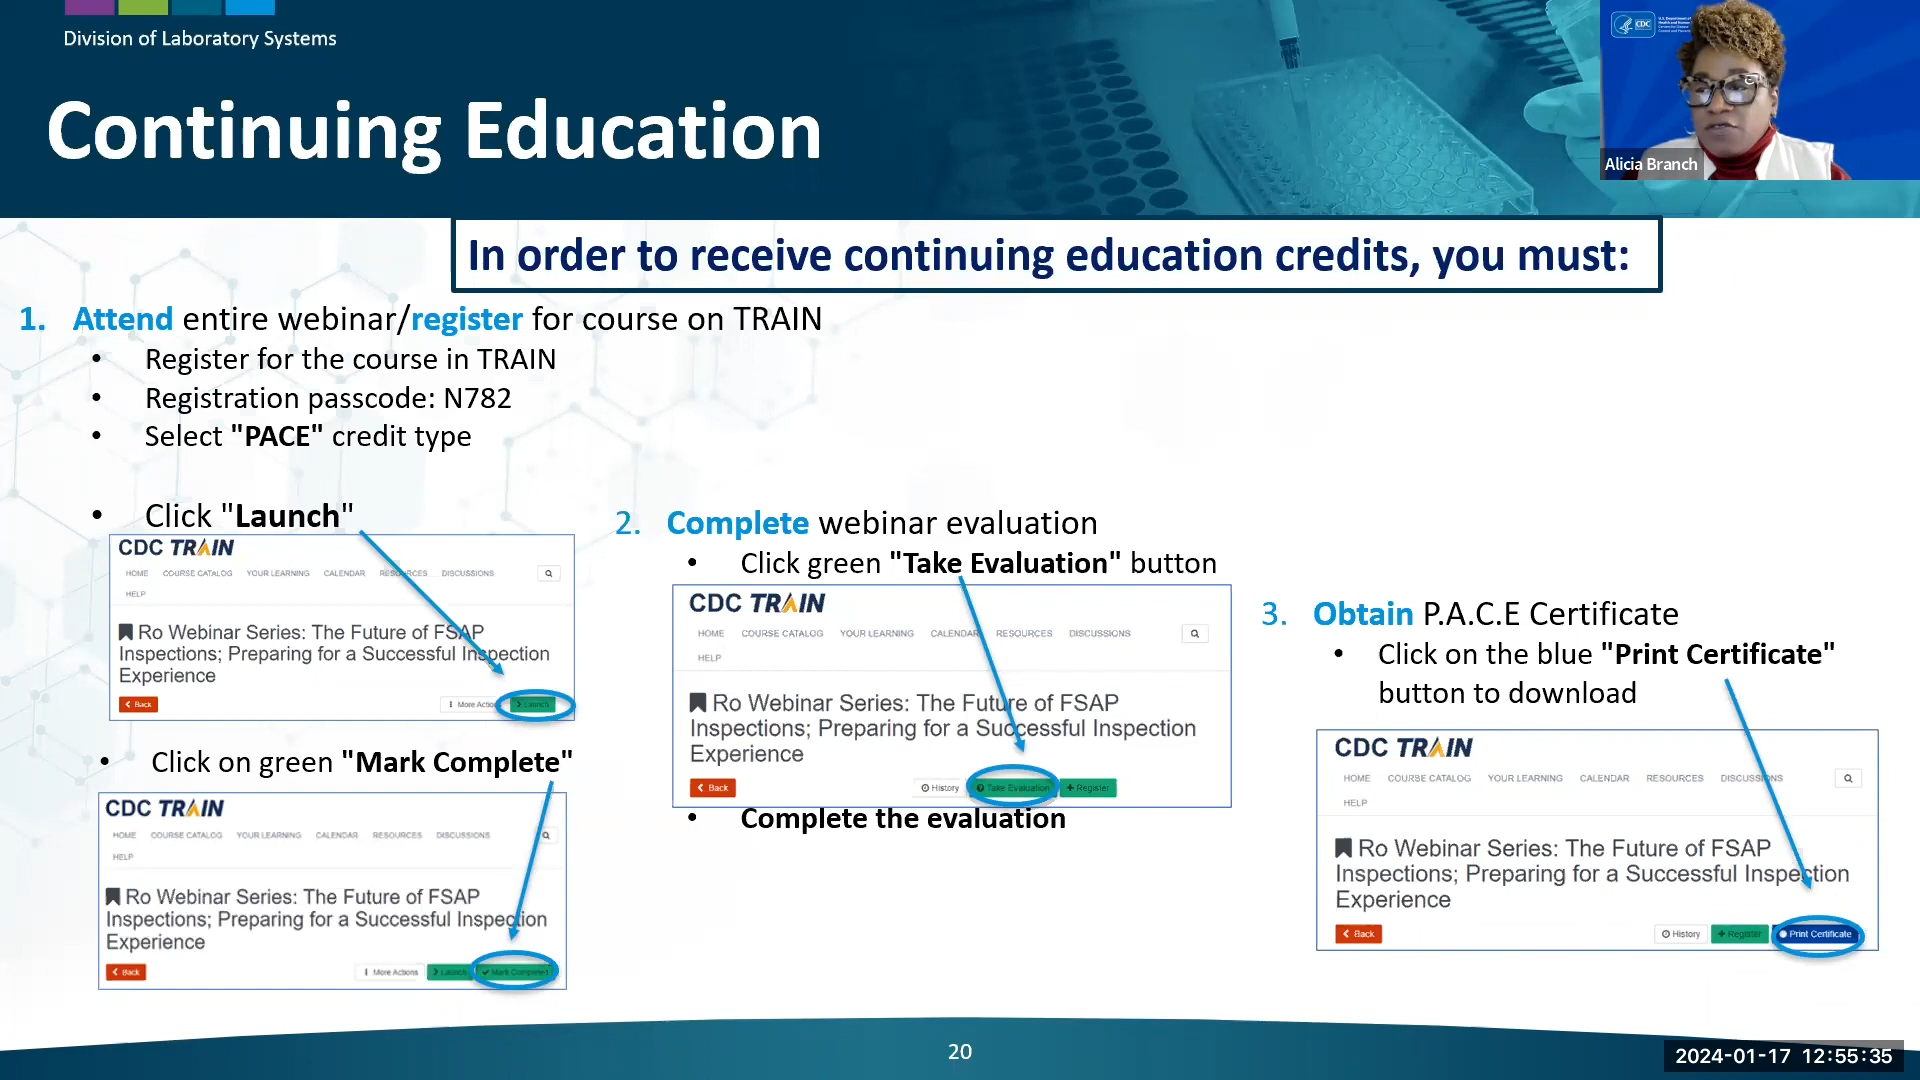 Division of Laboratory Systems
Continuing Education
CDC
Alicia Branch
In order to receive continuing education credits, you must:
1. Attend entire webinar/register for course on TRAIN
• Register for the course in TRAIN
• Registration passcode: N782
• Select "PACE" credit type
• Click "Launch"
CDC TRAIN
HOME COURSE CATALOG YOUR LEARNING CALENDAR RESOURCES DISCUSSIONS
HELP
Ro Webinar Series: The Future of FSAP
Inspections; Preparing for a Successful Inspection
Experience
Back More Actions Launch
• Click on green "Mark Complete"
CDC TRAIN
HOME COURSE CATALOG YOUR LEARNING CALENDAR RESOURCES DISCUSSIONS
HELP
Ro Webinar Series: The Future of FSAP
Inspections; Preparing for a Successful Inspection
Experience
Back More Actions Launch Mark Completed
2. Complete webinar evaluation
• Click green "Take Evaluation" button
CDC TRAIN
HOME COURSE CATALOG YOUR LEARNING CALENDAR RESOURCES DISCUSSIONS
HELP
Ro Webinar Series: The Future of FSAP
Inspections; Preparing for a Successful Inspection
Experience
Back History Take Evaluation Register
• Complete the evaluation
3. Obtain P.A.C.E Certificate
• Click on the blue "Print Certificate"
button to download
CDC TRAIN
HOME COURSE CATALOG YOUR LEARNING CALENDAR RESOURCES DISCUSSIONS
HELP
Ro Webinar Series: The Future of FSAP
Inspections; Preparing for a Successful Inspection
Experience
Back History Register Print Certificate
20
2024-01-17 12:55:35